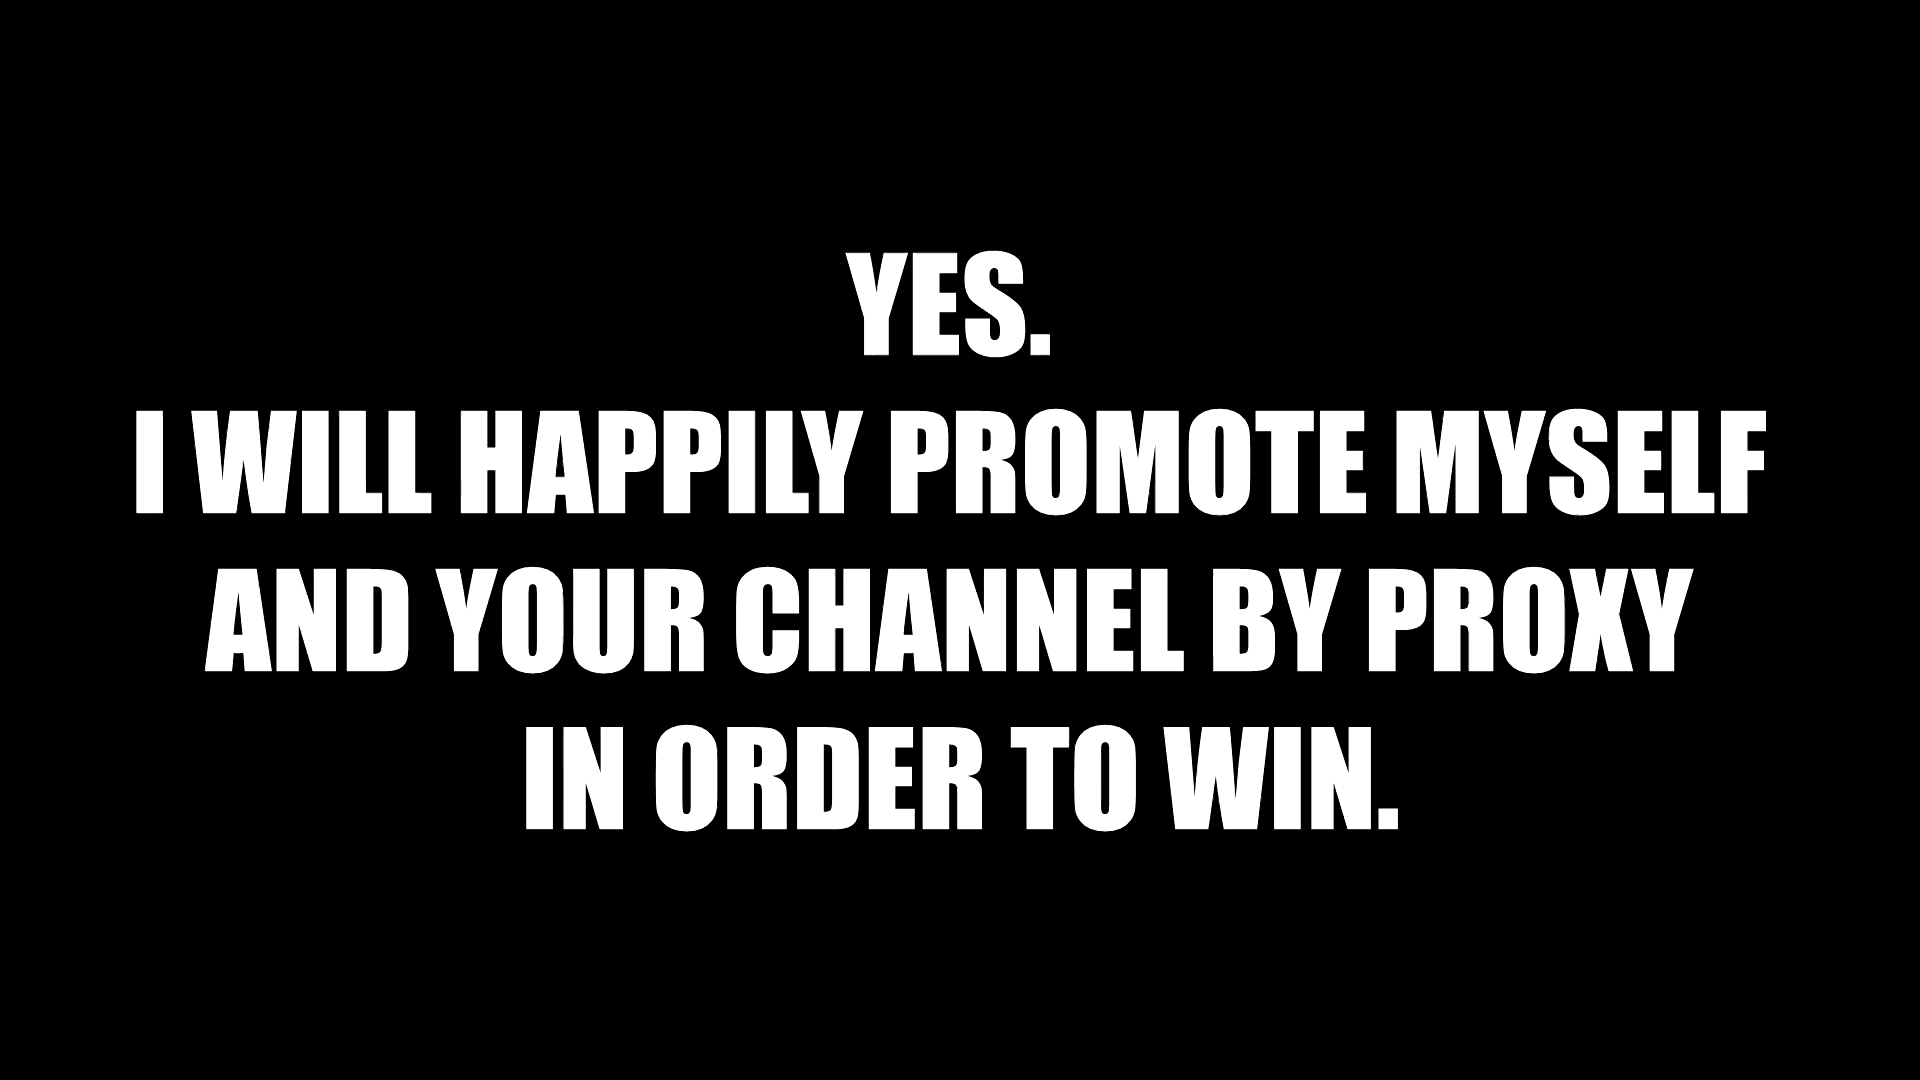 YES.
I WILL HAPPILY PROMOTE MYSELF
AND YOUR CHANNEL BY PROXY
IN ORDER TO WIN.